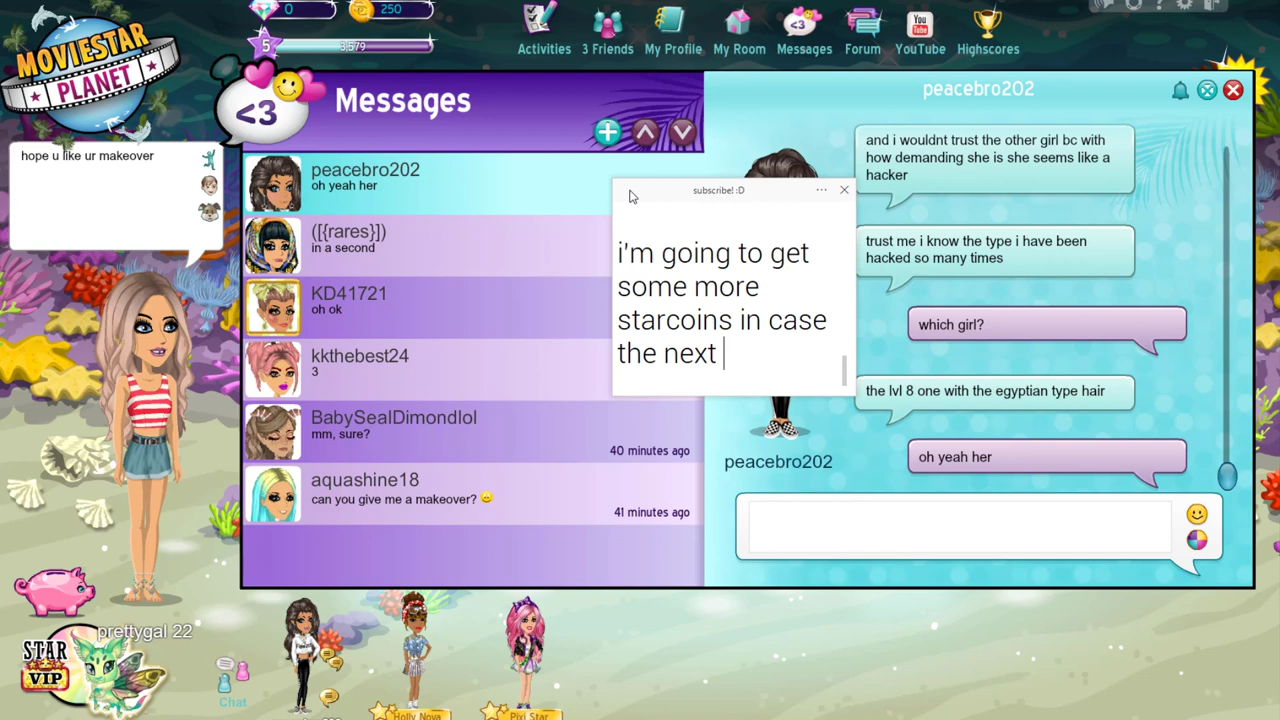 MOVIESTAR
PLANET
0
250
5
3,579
Activities
3 Friends
My Profile
My Room
<3
Messages
Forum
You
Tube
YouTube
Highscores
<3
Messages
peacebro202
hope u like ur makeover
peacebro202
oh yeah her
([{rares}])
in a second
KD41721
oh ok
kkthebest24
3
BabySealDimondlol
mm, sure?
40 minutes ago
aquashine18
can you give me a makeover?
41 minutes ago
subscribe! :D
i'm going to get
some more
starcoins in case
the next
and i wouldnt trust the other girl bc with
how demanding she is she seems like a
hacker
trust me i know the type i have been
hacked so many times
which girl?
the lvl 8 one with the egyptian type hair
oh yeah her
peacebro202
prettygal 22
STAR
VIP
Chat
Holly Nova
Pixi Star